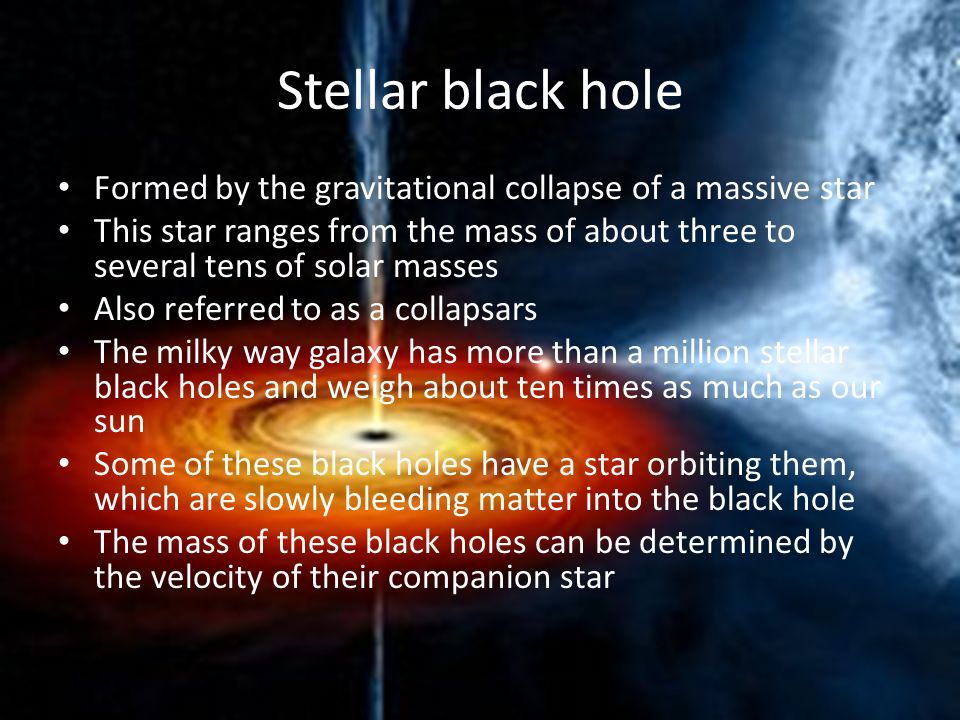 Stellar black hole
• Formed by the gravitational collapse of a massive star
• This star ranges from the mass of about three to
several tens of solar masses
• Also referred to as a collapsars
• The milky way galaxy has more than a million stellar
black holes and weigh about ten times as much as our
sun
• Some of these black holes have a star orbiting them,
which are slowly bleeding matter into the black hole
• The mass of these black holes can be determined by
the velocity of their companion star